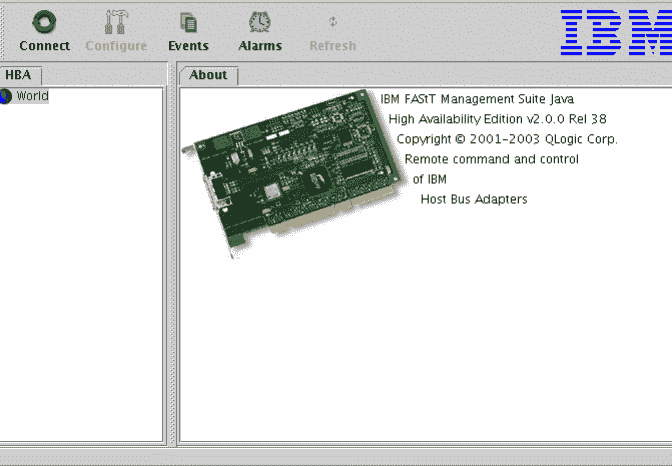 Connect Configure Events Alarms Refresh IBM
HBA
World
About
IBM FAStT Management Suite Java
High Availability Edition v2.0.0 Rel 38
Copyright © 2001-2003 QLogic Corp.
Remote command and control
of IBM
Host Bus Adapters